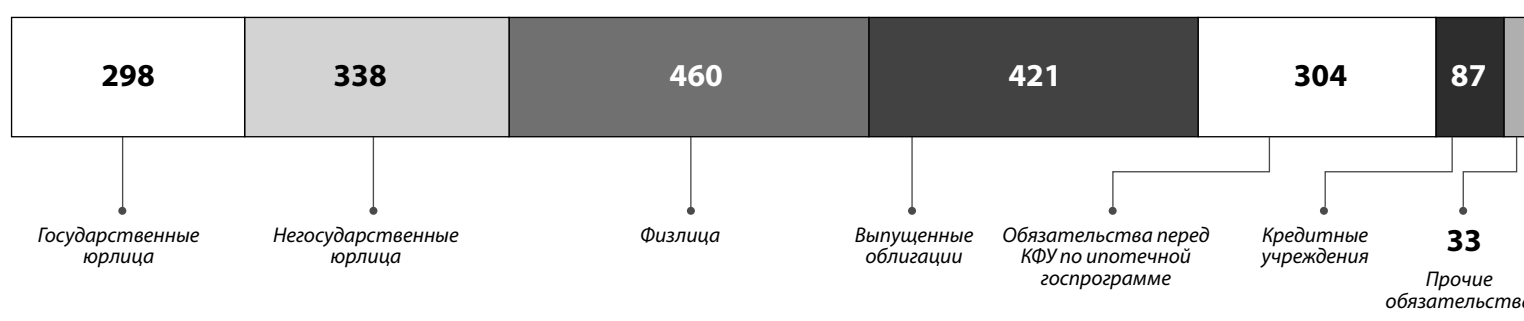 298
338
460
421
304
87
Государственные
юрлица
Негосударственные
юрлица
Физлица
Выпущенные
облигации
Обязательства перед
КФУ по ипотечной
госпрограмме
Кредитные
учреждения
33
Прочие
обязательства